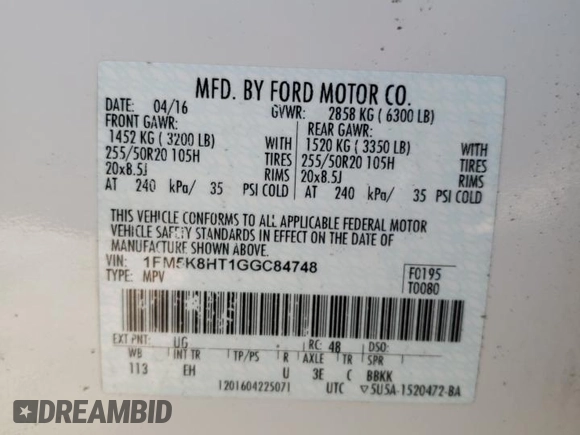 MFD. BY FORD MOTOR CO.
DATE: 04/16 GVWR: 2858 KG ( 6300 LB)
FRONT GAWR: REAR GAWR:
1452 KG ( 3200 LB) WITH 1520 KG ( 3350 LB) WITH
255/50R20 105H TIRES 255/50R20 105H TIRES
20x8.5J RIMS 20x8.5J RIMS
AT 240 kPa/ 35 PSI COLD AT 240 kPa/ 35 PSI COLD
THIS VEHICLE CONFORMS TO ALL APPLICABLE FEDERAL MOTOR
VEHICLE SAFETY STANDARDS IN EFFECT ON THE DATE OF
MANUFACTURE SHOWN ABOVE.
VIN: 1FM5K8HT1GGC84748
TYPE: MPV
FC195
T0080
EXT PNT: UG RC: 48 DSO:
WB INT TR TP/PS R AXLE TR SPR
113 EH U 3E C BBKK
1201604225071 UTC ▽5U5A-1520472-BA
DREAMBID